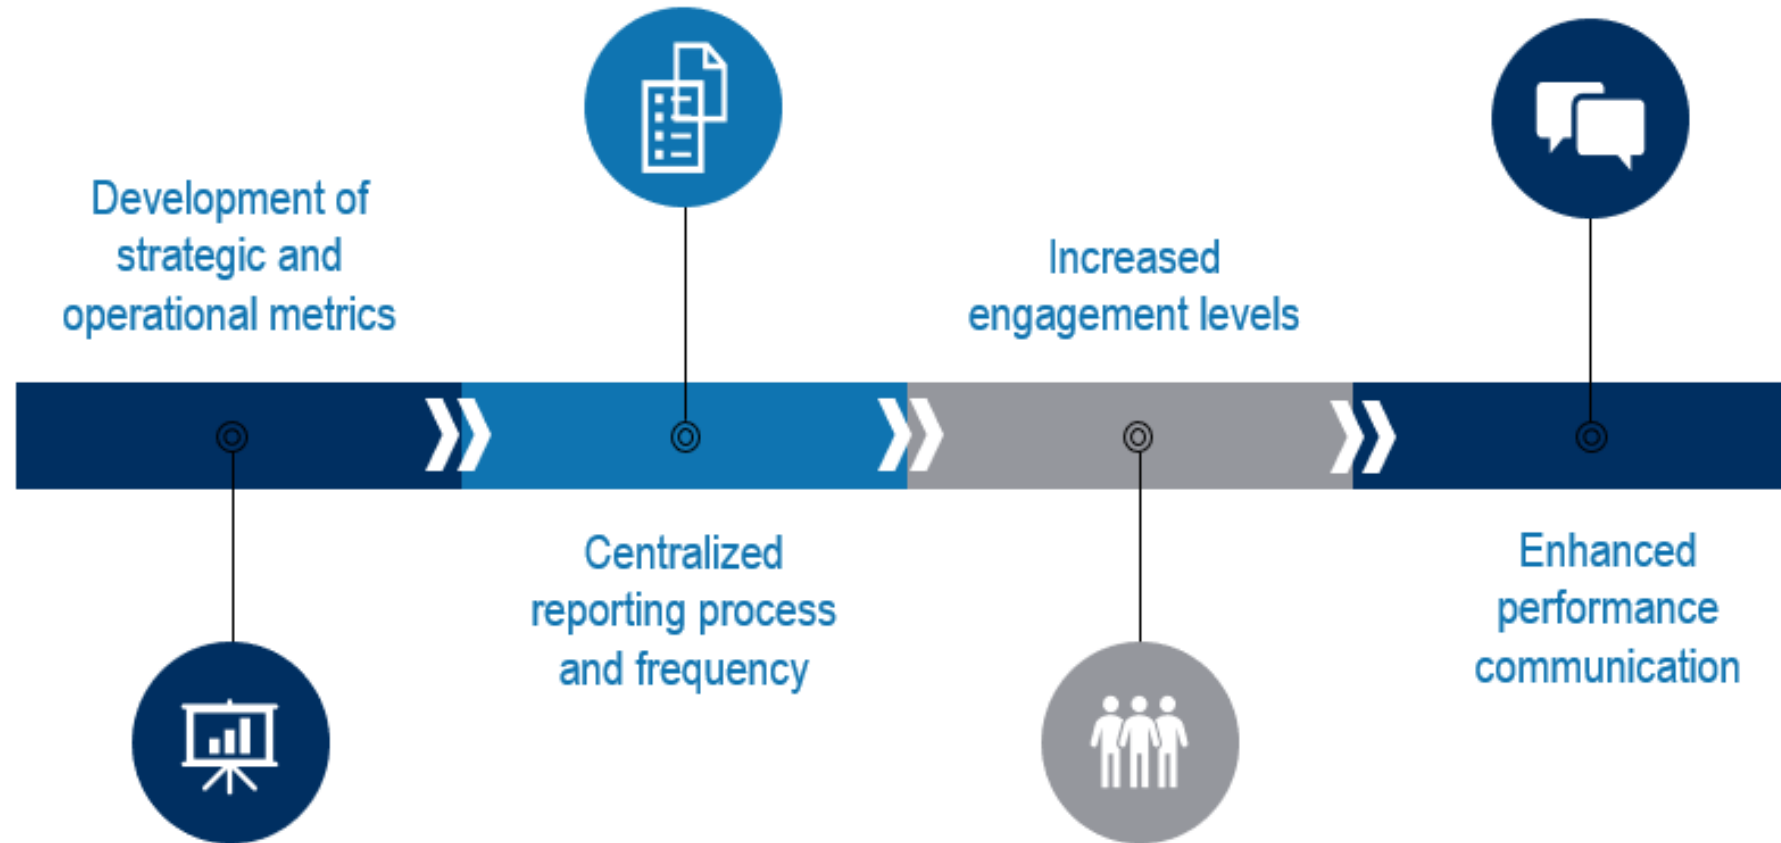 Development of
strategic and
operational metrics
Centralized
reporting process
and frequency
Increased
engagement levels
Enhanced
performance
communication